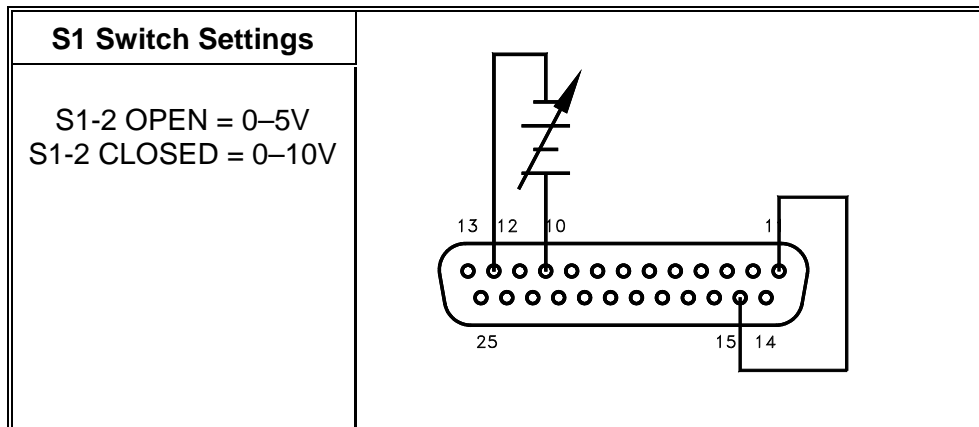 S1 Switch Settings
S1-2 OPEN = 0–5V
S1-2 CLOSED = 0–10V
13 12 10 1
25 15 14